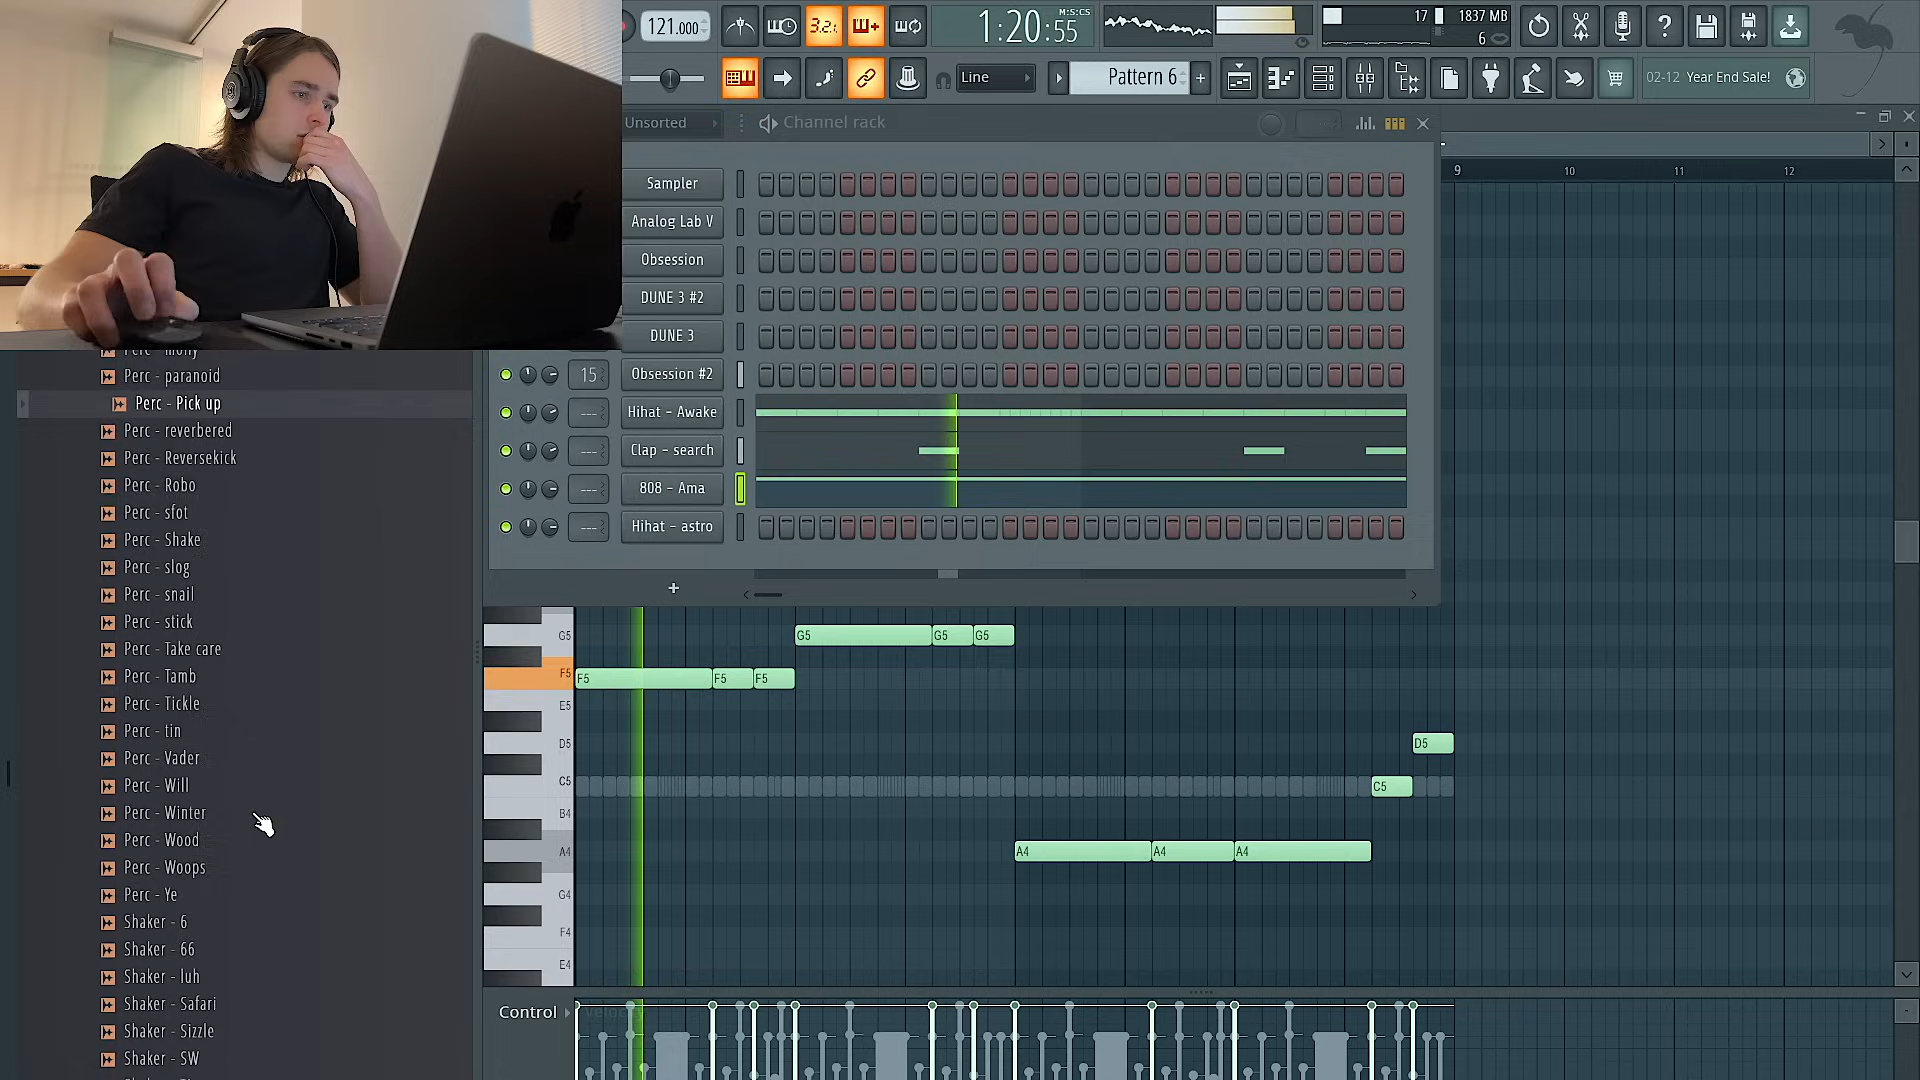 121.000
3.2.
1:20:55
M:S:CS
17
1837 MB
6
Line
Pattern 6
+
02-12 Year End Sale!
Unsorted
Channel rack
Sampler
Analog Lab V
Obsession
DUNE 3 #2
DUNE 3
15 Obsession #2
--- Hihat - Awake
--- Clap - search
--- 808 - Ama
--- Hihat - astro
+
9 10 11 12
Perc - paranoid
Perc - Pick up
Perc - reverbered
Perc - Reversekick
Perc - Robo
Perc - sfot
Perc - Shake
Perc - slog
Perc - snail
Perc - stick
Perc - Take care
Perc - Tamb
Perc - Tickle
Perc - tin
Perc - Vader
Perc - Will
Perc - Winter
Perc - Wood
Perc - Woops
Perc - Ye
Shaker - 6
Shaker - 66
Shaker - luh
Shaker - Safari
Shaker - Sizzle
Shaker - SW
G5 G5 G5 G5
F5 F5 F5 F5
E5
D5 D5
C5 C5
B4
A4 A4 A4 A4
G4
F4
E4
Control